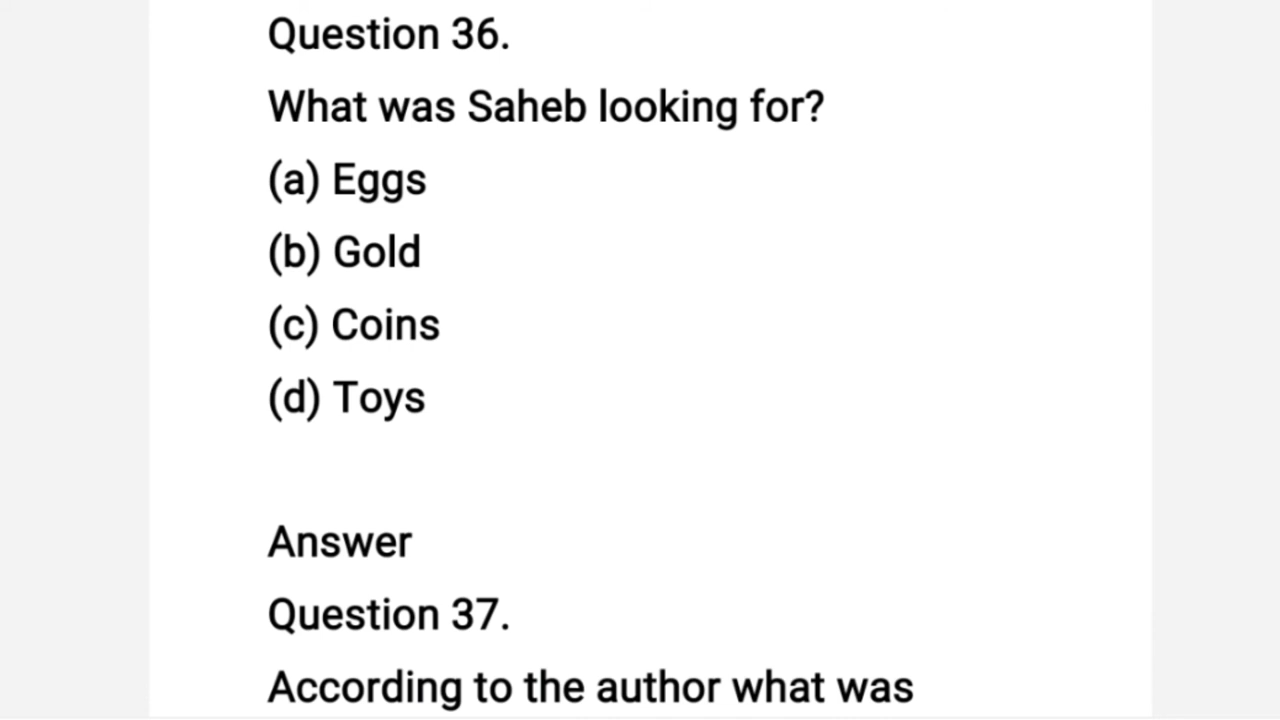 Question 36.
What was Saheb looking for?
(a) Eggs
(b) Gold
(c) Coins
(d) Toys
Answer
Question 37.
According to the author what was